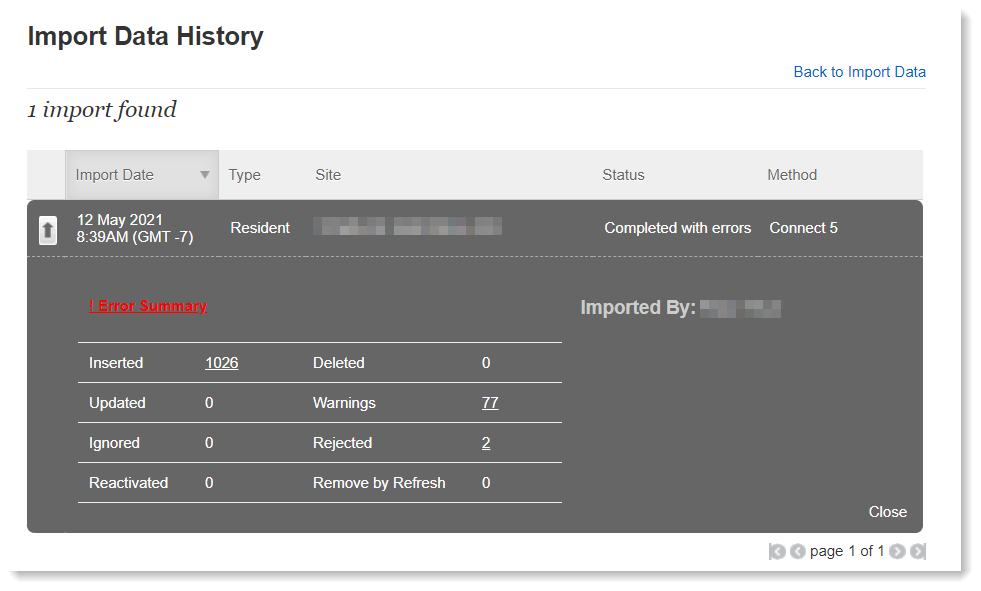 Import Data History
Back to Import Data
1 import found
Import Date Type Site Status Method
12 May 2021
8:39AM (GMT -7) Resident Completed with errors Connect 5
! Error Summary Imported By:
Inserted 1026 Deleted 0
Updated 0 Warnings 77
Ignored 0 Rejected 2
Reactivated 0 Remove by Refresh 0
Close
page 1 of 1